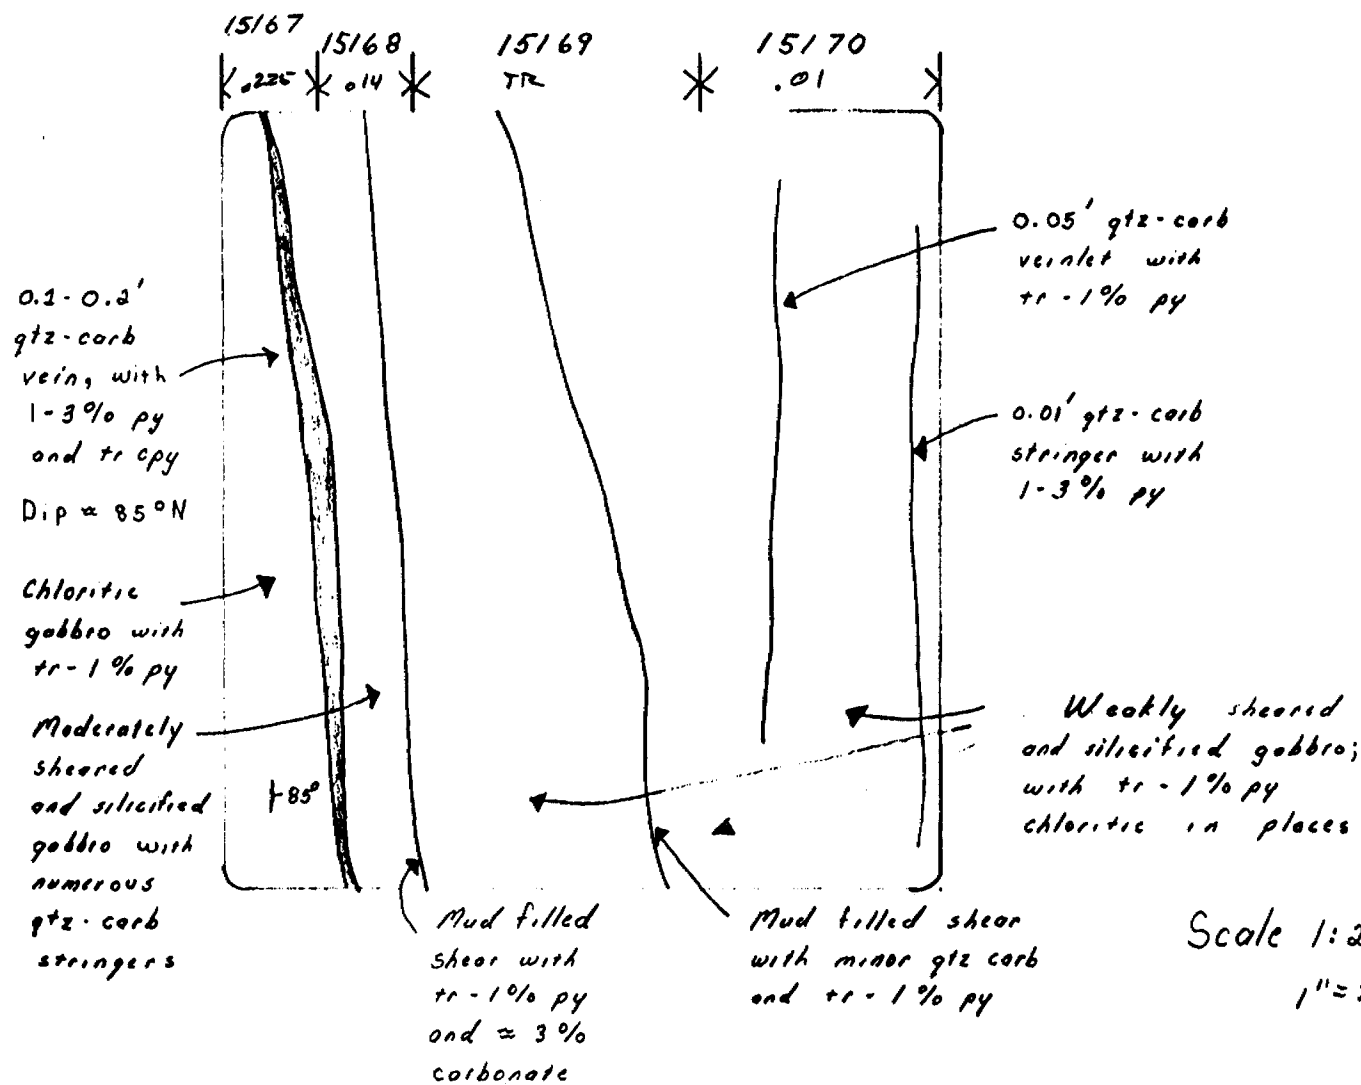 15167
15168
15169
15170
.225
.14
TR
.01
0.1 - 0.2'
qtz-carb
vein, with
1-3% py
and tr cpy
Dip ≈ 85°N
Chloritic
gabbro with
tr - 1% py
Moderately
sheared
and silicified
gabbro with
numerous
qtz-carb
stringers
85°
Mud filled
shear with
tr - 1% py
and ≈ 3%
carbonate
Mud filled shear
with minor qtz carb
and tr - 1% py
0.05' qtz-carb
veinlet with
tr - 1% py
0.01' qtz-carb
stringer with
1-3% py
Weakly sheared
and silicified gabbro;
with tr - 1% py
chloritic in places
Scale 1:2
1"=